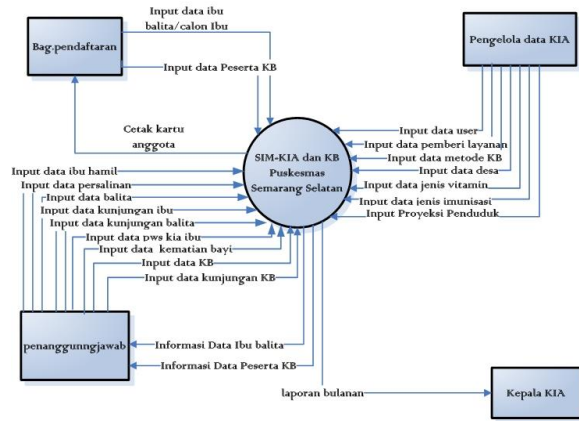 Input data ibu
balita/calon Ibu
Bag.pendaftaran
Input data Peserta KB
Cetak kartu
anggota
Pengelola data KIA
Input data user
Input data pemberi layanan
Input data metode KB
Input data desa
Input data jenis vitamin
Input data jenis imunisasi
Input Proyeksi Penduduk
SIM-KIA dan KB
Puskesmas
Semarang Selatan
Input data ibu hamil
Input data persalinan
Input data balita
Input data kunjungan ibu
Input data kunjungan balita
Input data pws kia ibu
Input data kematian bayi
Input data KB
Input data kunjungan KB
penanggunngjawab
Informasi Data Ibu balita
Informasi Data Peserta KB
laporan bulanan
Kepala KIA